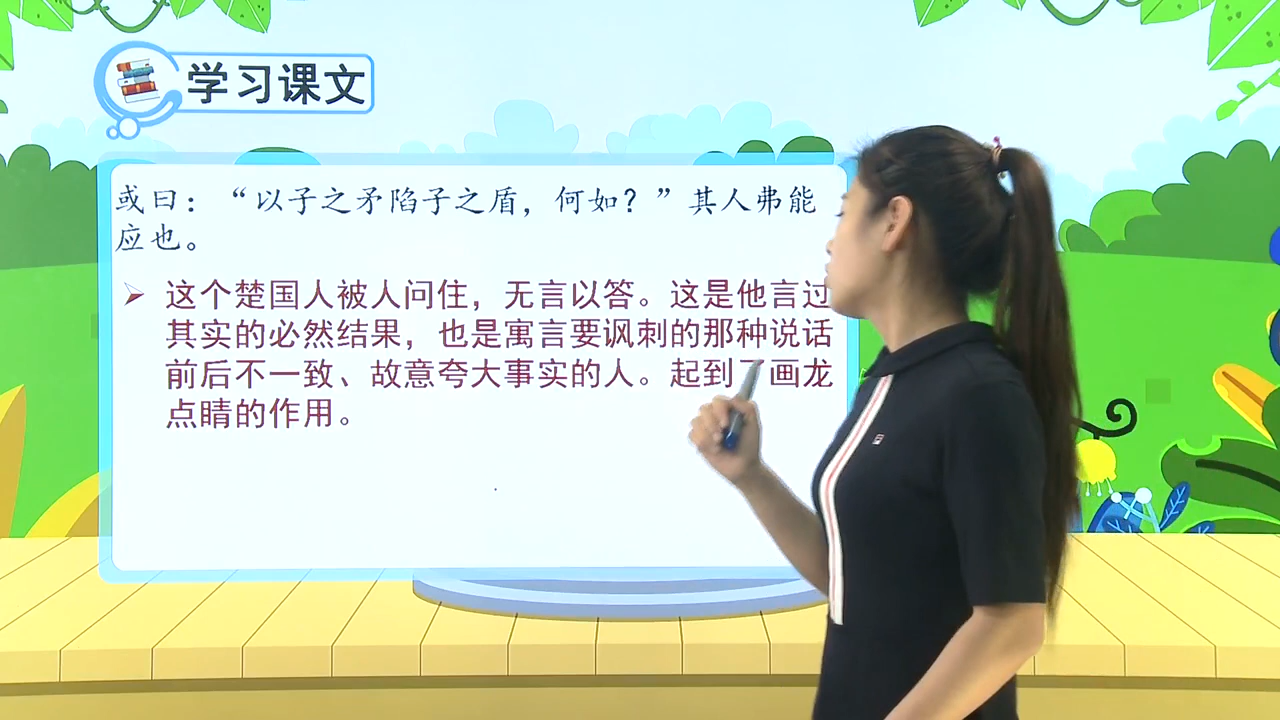 学习课文
或曰：“以子之矛陷子之盾，何如？”其人弗能
应也。
这个楚国人被人问住，无言以答。这是他言过
其实的必然结果，也是寓言要讽刺的那种说话
前后不一致、故意夸大事实的人。起到了画龙
点睛的作用。